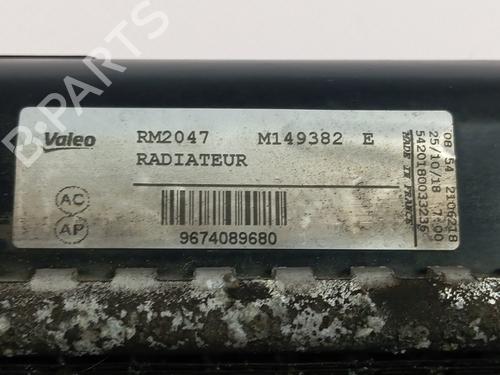 Valeo
RM2047 M149382 E
RADIATEUR
AC
AP
9674089680
08 54 2106218
25/10/18 17:00
5420180033236
MADE IN FRANCE
B-PARTS